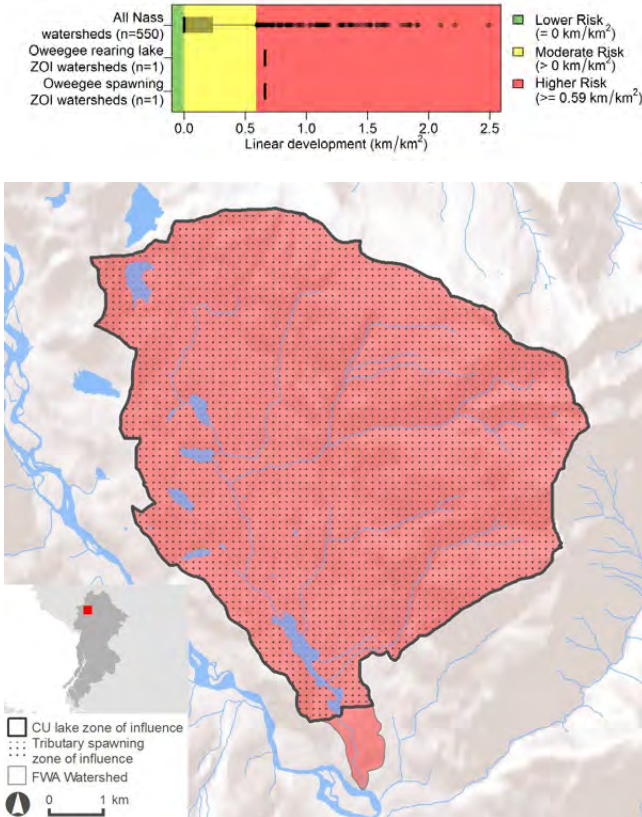 All Nass
watersheds (n=550)
Oweegee rearing lake
ZOI watersheds (n=1)
Oweegee spawning
ZOI watersheds (n=1)
0.0 0.5 1.0 1.5 2.0 2.5
Linear development (km/km²)
Lower Risk
(= 0 km/km²)
Moderate Risk
(> 0 km/km²)
Higher Risk
(>= 0.59 km/km²)
CU lake zone of influence
Tributary spawning
zone of influence
FWA Watershed
0 1 km